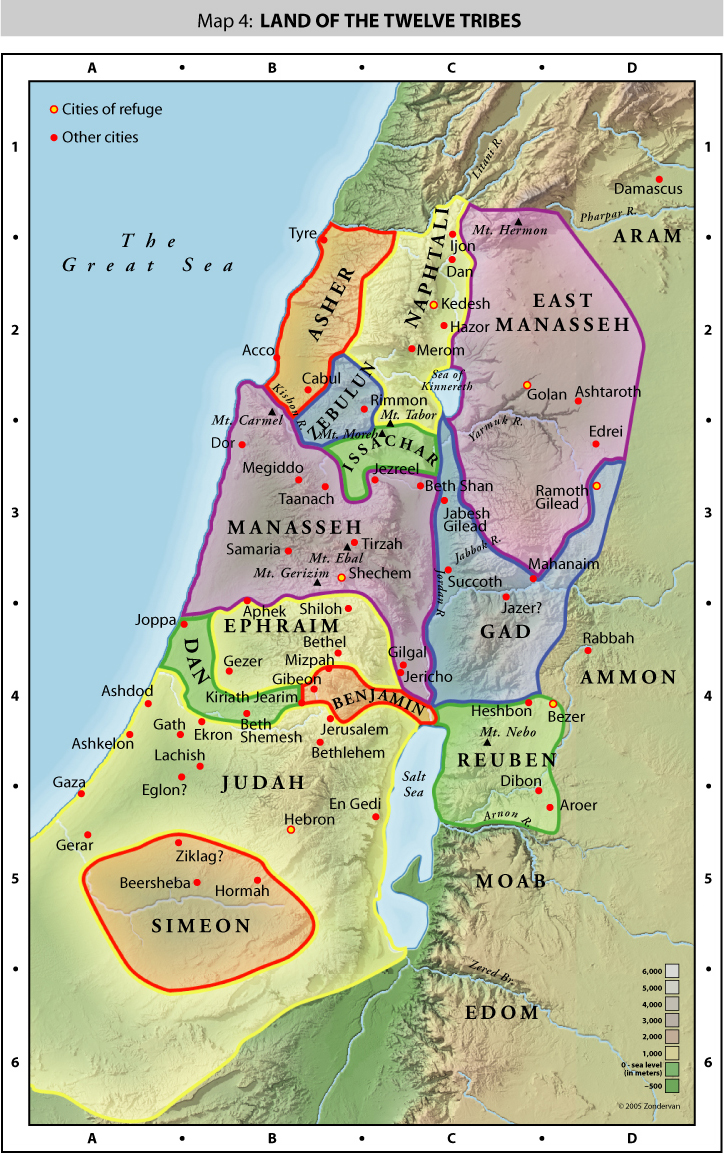 Map 4: LAND OF THE TWELVE TRIBES
A • B • C • D
Cities of refuge
Other cities
1
1
Litani R.
Damascus
Pharpar R.
Mt. Hermon
ARAM
Tyre
The
Great Sea
NAPHTALI
Ijon
Dan
ASHER
Kedesh
EAST
MANASSEH
Hazor
2
2
Acco
Merom
Cabul
Sea of
Kinnereth
Golan
Ashtaroth
Kishon R.
ZEBULUN
Rimmon
Mt. Carmel
Mt. Tabor
Mt. Moreh
Yarmuk R.
Edrei
Dor
ISSACHAR
Megiddo
Jezreel
Taanach
Beth Shan
Ramoth
Gilead
3
3
Jabesh
Gilead
MANASSEH
Samaria
Tirzah
Mt. Ebal
Jabbok R.
Mt. Gerizim
Shechem
Mahanaim
Succoth
Jordan R.
Aphek
Shiloh
Jazer?
Joppa
EPHRAIM
GAD
DAN
Bethel
Rabbah
Gezer
Mizpah
Gilgal
Gibeon
Jericho
AMMON
Ashdod
Kiriath Jearim
BENJAMIN
4
4
Heshbon
Bezer
Gath
Ekron
Beth
Shemesh
Jerusalem
Mt. Nebo
Ashkelon
Lachish
Bethlehem
REUBEN
Gaza
Eglon?
JUDAH
Salt
Sea
Dibon
En Gedi
Aroer
Hebron
Arnon R.
Gerar
Ziklag?
5
5
Beersheba
Hormah
MOAB
SIMEON
Zered Br.
EDOM
6,000
5,000
4,000
3,000
2,000
1,000
0 - sea level
(in meters)
–500
6
6
© 2005 Zondervan
A • B • C • D